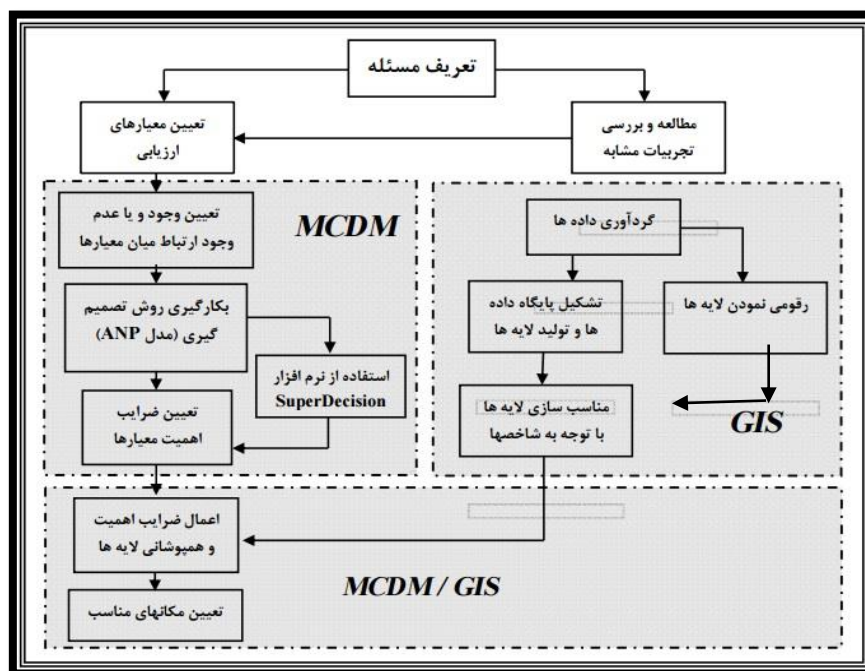 تعریف مسئله
مطالعه و بررسی
تجربیات مشابه
تعیین معیارهای
ارزیابی
MCDM
تعیین وجود و یا عدم
وجود ارتباط میان معیارها
بکارگیری روش تصمیم
گیری (مدل ANP)
استفاده از نرم افزار
SuperDecision
تعیین ضرایب
اهمیت معیارها
گردآوری داده ها
تشکیل پایگاه داده
ها و تولید لایه ها
رقومی نمودن لایه ها
مناسب سازی لایه ها
با توجه به شاخصها
GIS
اعمال ضرایب اهمیت
و همپوشانی لایه ها
MCDM / GIS
تعیین مکانهای مناسب